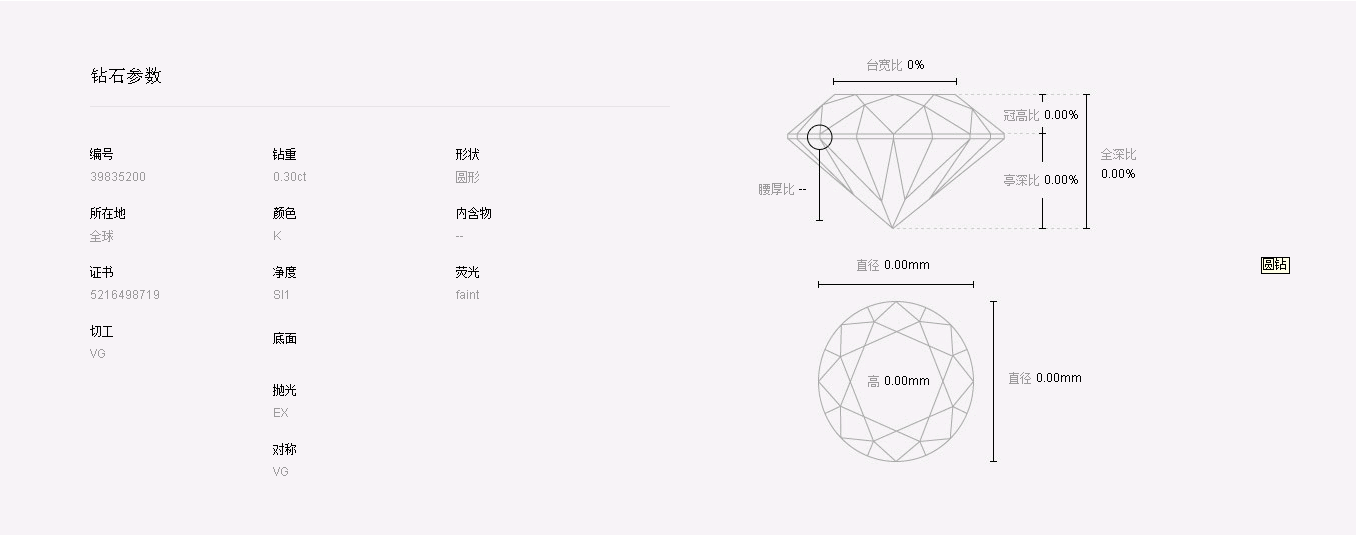 钻石参数
编号
39835200
钻重
0.30ct
形状
圆形
所在地
全球
颜色
K
内含物
--
证书
5216498719
净度
SI1
荧光
faint
切工
VG
底面
抛光
EX
对称
VG
台宽比 0%
冠高比 0.00%
全深比
0.00%
亭深比 0.00%
腰厚比 --
直径 0.00mm
圆钻
高 0.00mm
直径 0.00mm